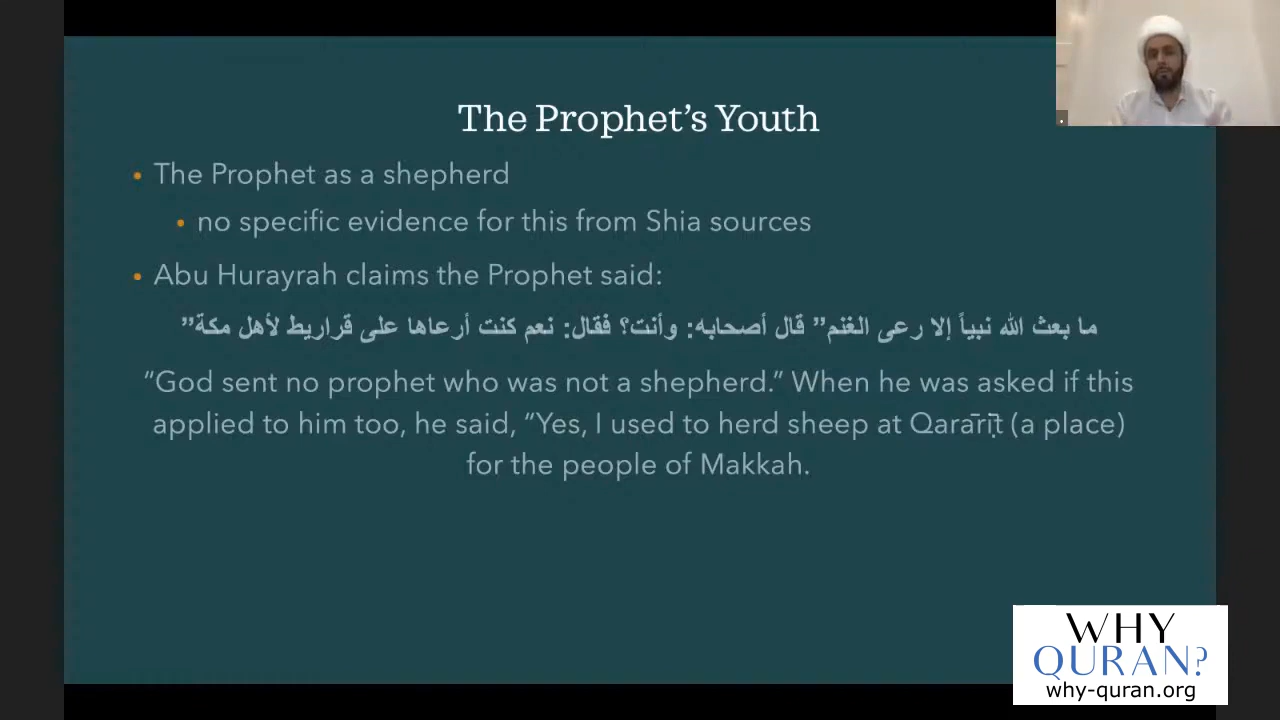 The Prophet’s Youth
• The Prophet as a shepherd
• no specific evidence for this from Shia sources
• Abu Hurayrah claims the Prophet said:
ما بعث الله نبياً إلا رعى الغنم” قال أصحابه: وأنت؟ فقال: نعم كنت أرعاها على قراريط لأهل مكة”
“God sent no prophet who was not a shepherd.” When he was asked if this
applied to him too, he said, “Yes, I used to herd sheep at Qarārīṭ (a place)
for the people of Makkah.
WHY
QURAN?
why-quran.org